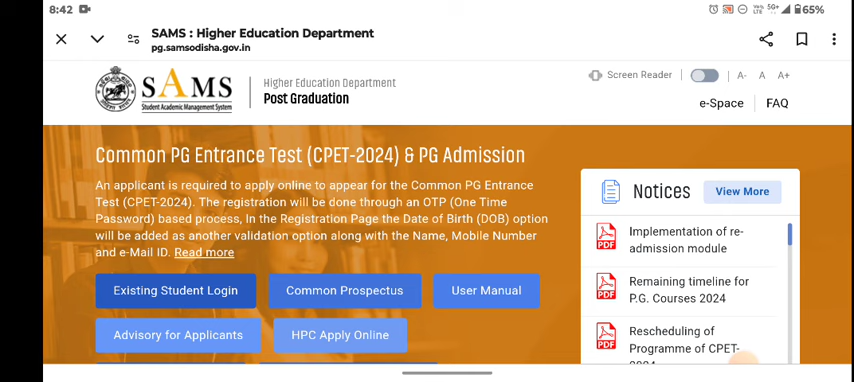 8:42
5G+
VoLTE
65%
SAMS : Higher Education Department
pg.samsodisha.gov.in
SAMS
Student Academic Management System
Higher Education Department
Post Graduation
Screen Reader
A-
A
A+
e-Space
FAQ
Common PG Entrance Test (CPET-2024) & PG Admission
An applicant is required to apply online to appear for the Common PG Entrance
Test (CPET-2024). The registration will be done through an OTP (One Time
Password) based process, In the Registration Page the Date of Birth (DOB) option
will be added as another validation option along with the Name, Mobile Number
and e-Mail ID. Read more
Existing Student Login
Common Prospectus
User Manual
Advisory for Applicants
HPC Apply Online
Notices
View More
PDF
Implementation of re-
admission module
PDF
Remaining timeline for
P.G. Courses 2024
PDF
Rescheduling of
Programme of CPET-